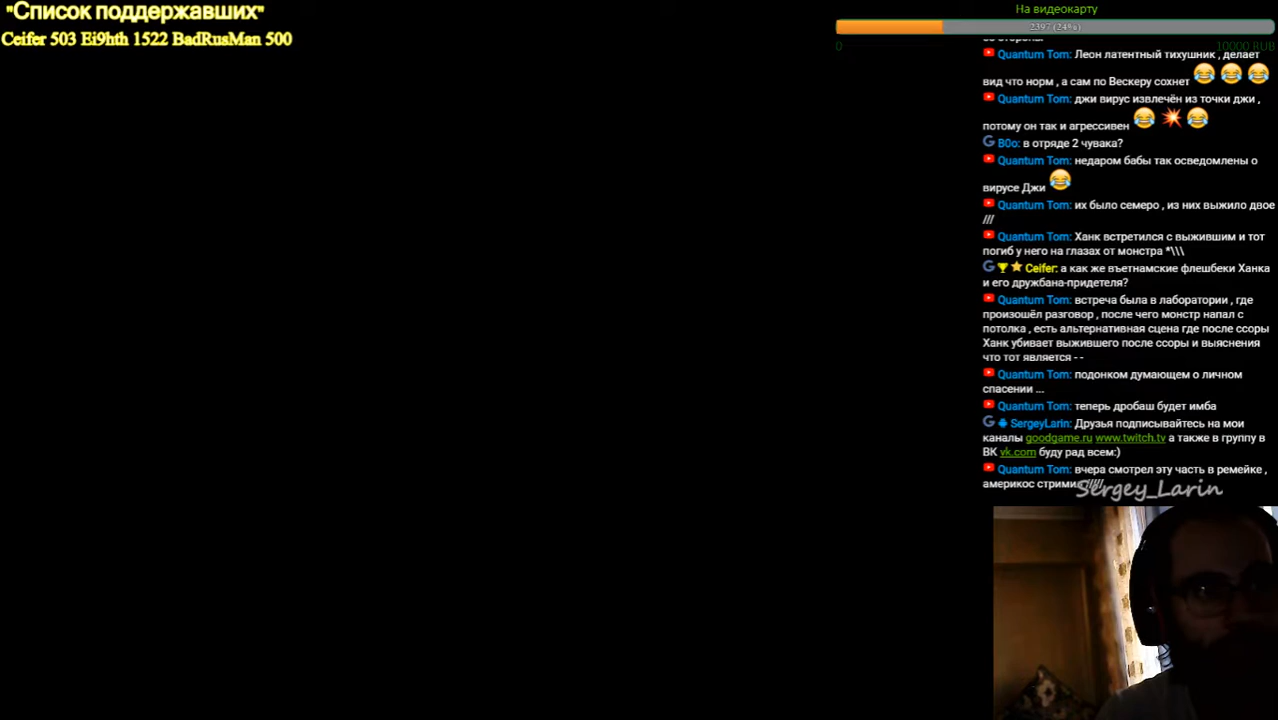 "Список поддержавших"
Ceifer 503 Ei9hth 1522 BadRusMan 500
На видеокарту
2397 (24%)
0
10000 RUB
Quantum Tom: Леон латентный тихушник , делает
вид что норм , а сам по Вескеру сохнет
Quantum Tom: джи вирус извлечён из точки джи ,
потому он так и агрессивен
B0o: в отряде 2 чувака?
Quantum Tom: недаром бабы так осведомлены о
вирусе Джи
Quantum Tom: их было семеро , из них выжило двое
///
Quantum Tom: Ханк встретился с выжившим и тот
погиб у него на глазах от монстра *\\\
Ceifer: а как же въетнамские флешбеки Ханка
и его дружбана-придетеля?
Quantum Tom: встреча была в лаборатории , где
произошёл разговор , после чего монстр напал с
потолка , есть альтернативная сцена где после ссоры
Ханк убивает выжившего после ссоры и выяснения
что тот является - -
Quantum Tom: подонком думающем о личном
спасении ...
Quantum Tom: теперь дробаш будет имба
SergeyLarin: Друзья подписывайтесь на мои
каналы goodgame.ru www.twitch.tv а также в группу в
ВК vk.com буду рад всем:)
Quantum Tom: вчера смотрел эту часть в ремейке ,
америкос стримил /////
Sergey_Larin